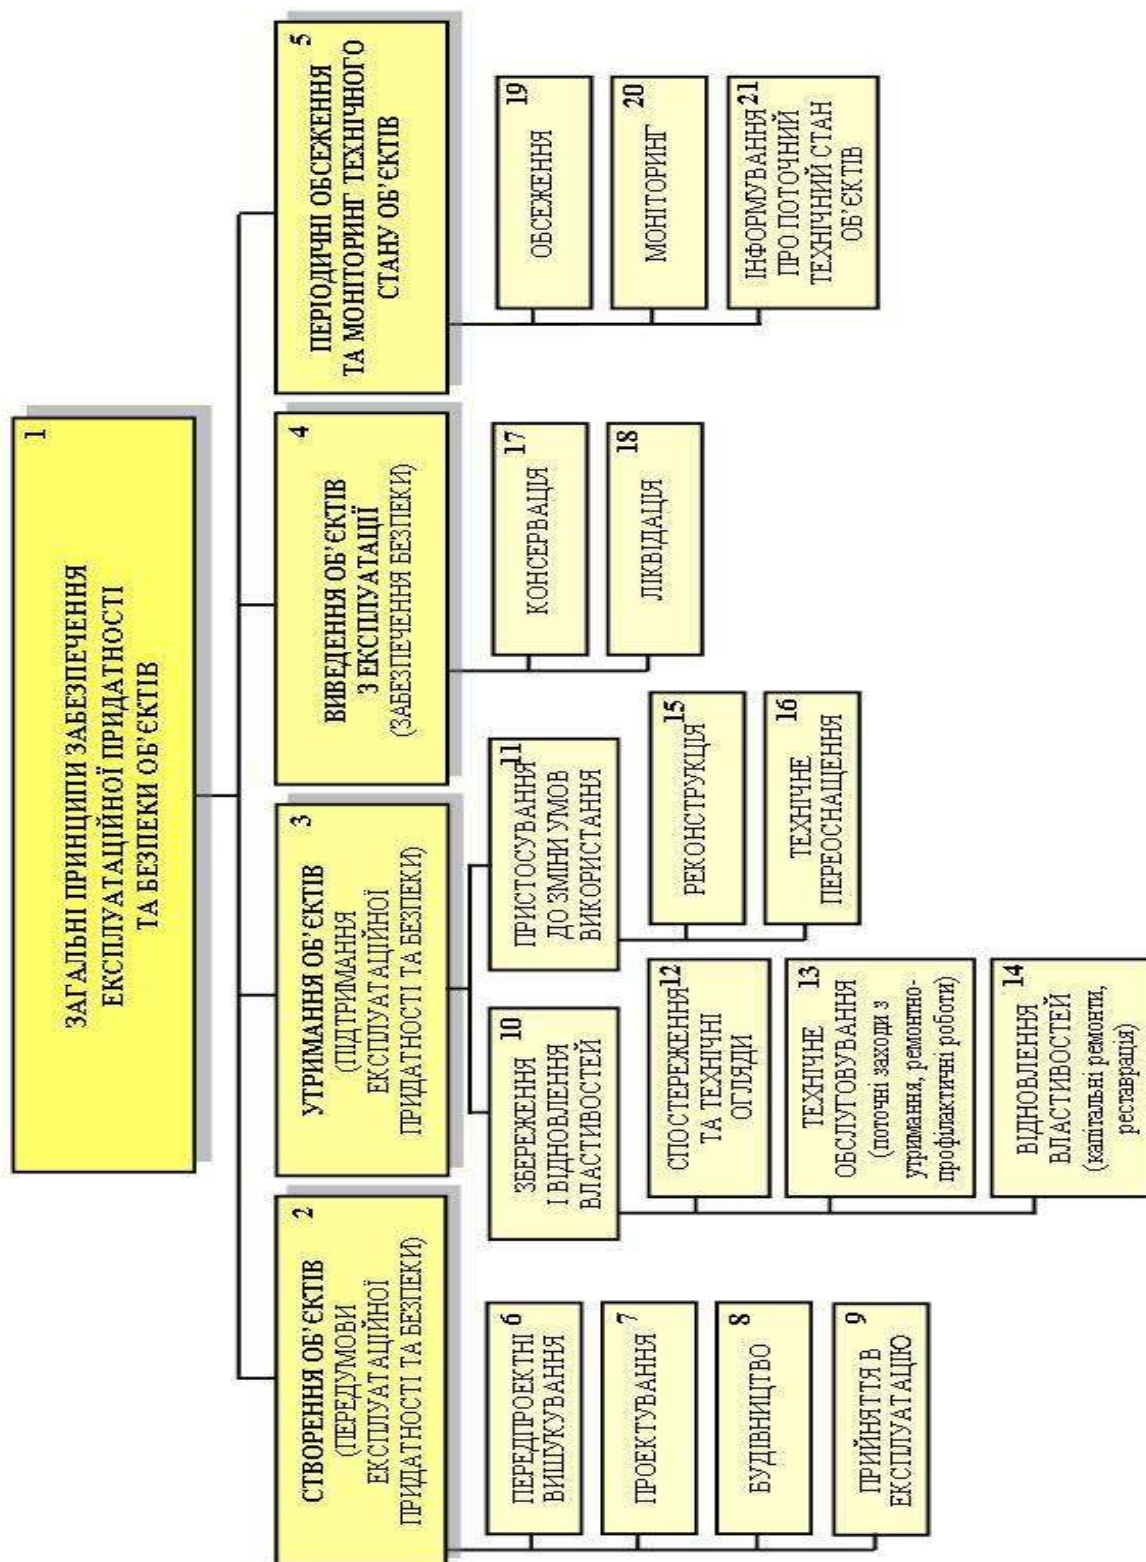 1
ЗАГАЛЬНІ ПРИНЦИПИ ЗАБЕЗПЕЧЕННЯ
ЕКСПЛУАТАЦІЙНОЇ ПРИДАТНОСТІ
ТА БЕЗПЕКИ ОБ’ЄКТІВ
2
СТВОРЕННЯ ОБ’ЄКТІВ
(ПЕРЕДУМОВИ
ЕКСПЛУАТАЦІЙНОЇ
ПРИДАТНОСТІ ТА БЕЗПЕКИ)
3
УТРИМАННЯ ОБ’ЄКТІВ
(ПІДТРИМАННЯ
ЕКСПЛУАТАЦІЙНОЇ
ПРИДАТНОСТІ ТА БЕЗПЕКИ)
4
ВИВЕДЕННЯ ОБ’ЄКТІВ
З ЕКСПЛУАТАЦІЇ
(ЗАБЕЗПЕЧЕННЯ БЕЗПЕКИ)
5
ПЕРІОДИЧНІ ОБСЕЖЕННЯ
ТА МОНІТОРИНГ ТЕХНІЧНОГО
СТАНУ ОБ’ЄКТІВ
6
ПЕРЕДПРОЕКТНІ
ВИШУКУВАННЯ
7
ПРОЕКТУВАННЯ
8
БУДІВНИЦТВО
9
ПРИЙНЯТТЯ В
ЕКСПЛУАТАЦІЮ
10
ЗБЕРЕЖЕННЯ
І ВІДНОВЛЕННЯ
ВЛАСТИВОСТЕЙ
11
ПРИСТОСУВАННЯ
ДО ЗМІНИ УМОВ
ВИКОРИСТАННЯ
12
СПОСТЕРЕЖЕННЯ
ТА ТЕХНІЧНІ
ОГЛЯДИ
13
ТЕХНІЧНЕ
ОБСЛУГОВУВАННЯ
(поточні заходи з
утримання, ремонтно-
профілактичні роботи)
14
ВІДНОВЛЕННЯ
ВЛАСТИВОСТЕЙ
(капітальні ремонти,
реставрація)
15
РЕКОНСТРУКЦІЯ
16
ТЕХНІЧНЕ
ПЕРЕОСНАЩЕННЯ
17
КОНСЕРВАЦІЯ
18
ЛІКВІДАЦІЯ
19
ОБСЕЖЕННЯ
20
МОНІТОРИНГ
21
ІНФОРМУВАННЯ
ПРО ПОТОЧНИЙ
ТЕХНІЧНИЙ СТАН
ОБ’ЄКТІВ